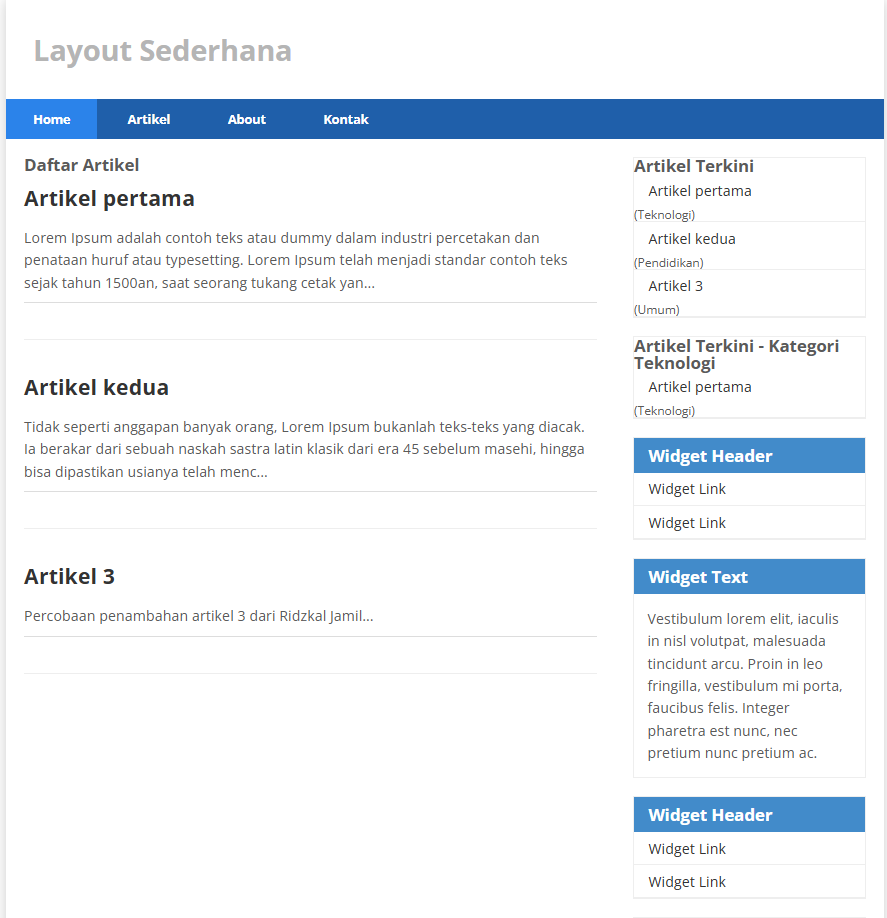 Layout Sederhana
Home Artikel About Kontak
Daftar Artikel
Artikel pertama
Lorem Ipsum adalah contoh teks atau dummy dalam industri percetakan dan
penataan huruf atau typesetting. Lorem Ipsum telah menjadi standar contoh teks
sejak tahun 1500an, saat seorang tukang cetak yan...
Artikel kedua
Tidak seperti anggapan banyak orang, Lorem Ipsum bukanlah teks-teks yang diacak.
Ia berakar dari sebuah naskah sastra latin klasik dari era 45 sebelum masehi, hingga
bisa dipastikan usianya telah menc...
Artikel 3
Percobaan penambahan artikel 3 dari Ridzkal Jamil...
Artikel Terkini
Artikel pertama
(Teknologi)
Artikel kedua
(Pendidikan)
Artikel 3
(Umum)
Artikel Terkini - Kategori
Teknologi
Artikel pertama
(Teknologi)
Widget Header
Widget Link
Widget Link
Widget Text
Vestibulum lorem elit, iaculis
in nisl volutpat, malesuada
tincidunt arcu. Proin in leo
fringilla, vestibulum mi porta,
faucibus felis. Integer
pharetra est nunc, nec
pretium nunc pretium ac.
Widget Header
Widget Link
Widget Link